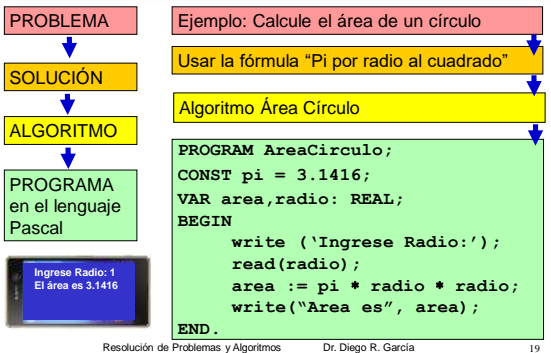 PROBLEMA
SOLUCIÓN
ALGORITMO
PROGRAMA
en el lenguaje
Pascal
Ingrese Radio: 1
El área es 3.1416
Ejemplo: Calcule el área de un círculo
Usar la fórmula “Pi por radio al cuadrado”
Algoritmo Área Círculo
PROGRAM AreaCirculo;
CONST pi = 3.1416;
VAR area,radio: REAL;
BEGIN
write (‘Ingrese Radio:’);
read(radio);
area := pi * radio * radio;
write(“Area es”, area);
END.
Resolución de Problemas y Algoritmos Dr. Diego R. García 19